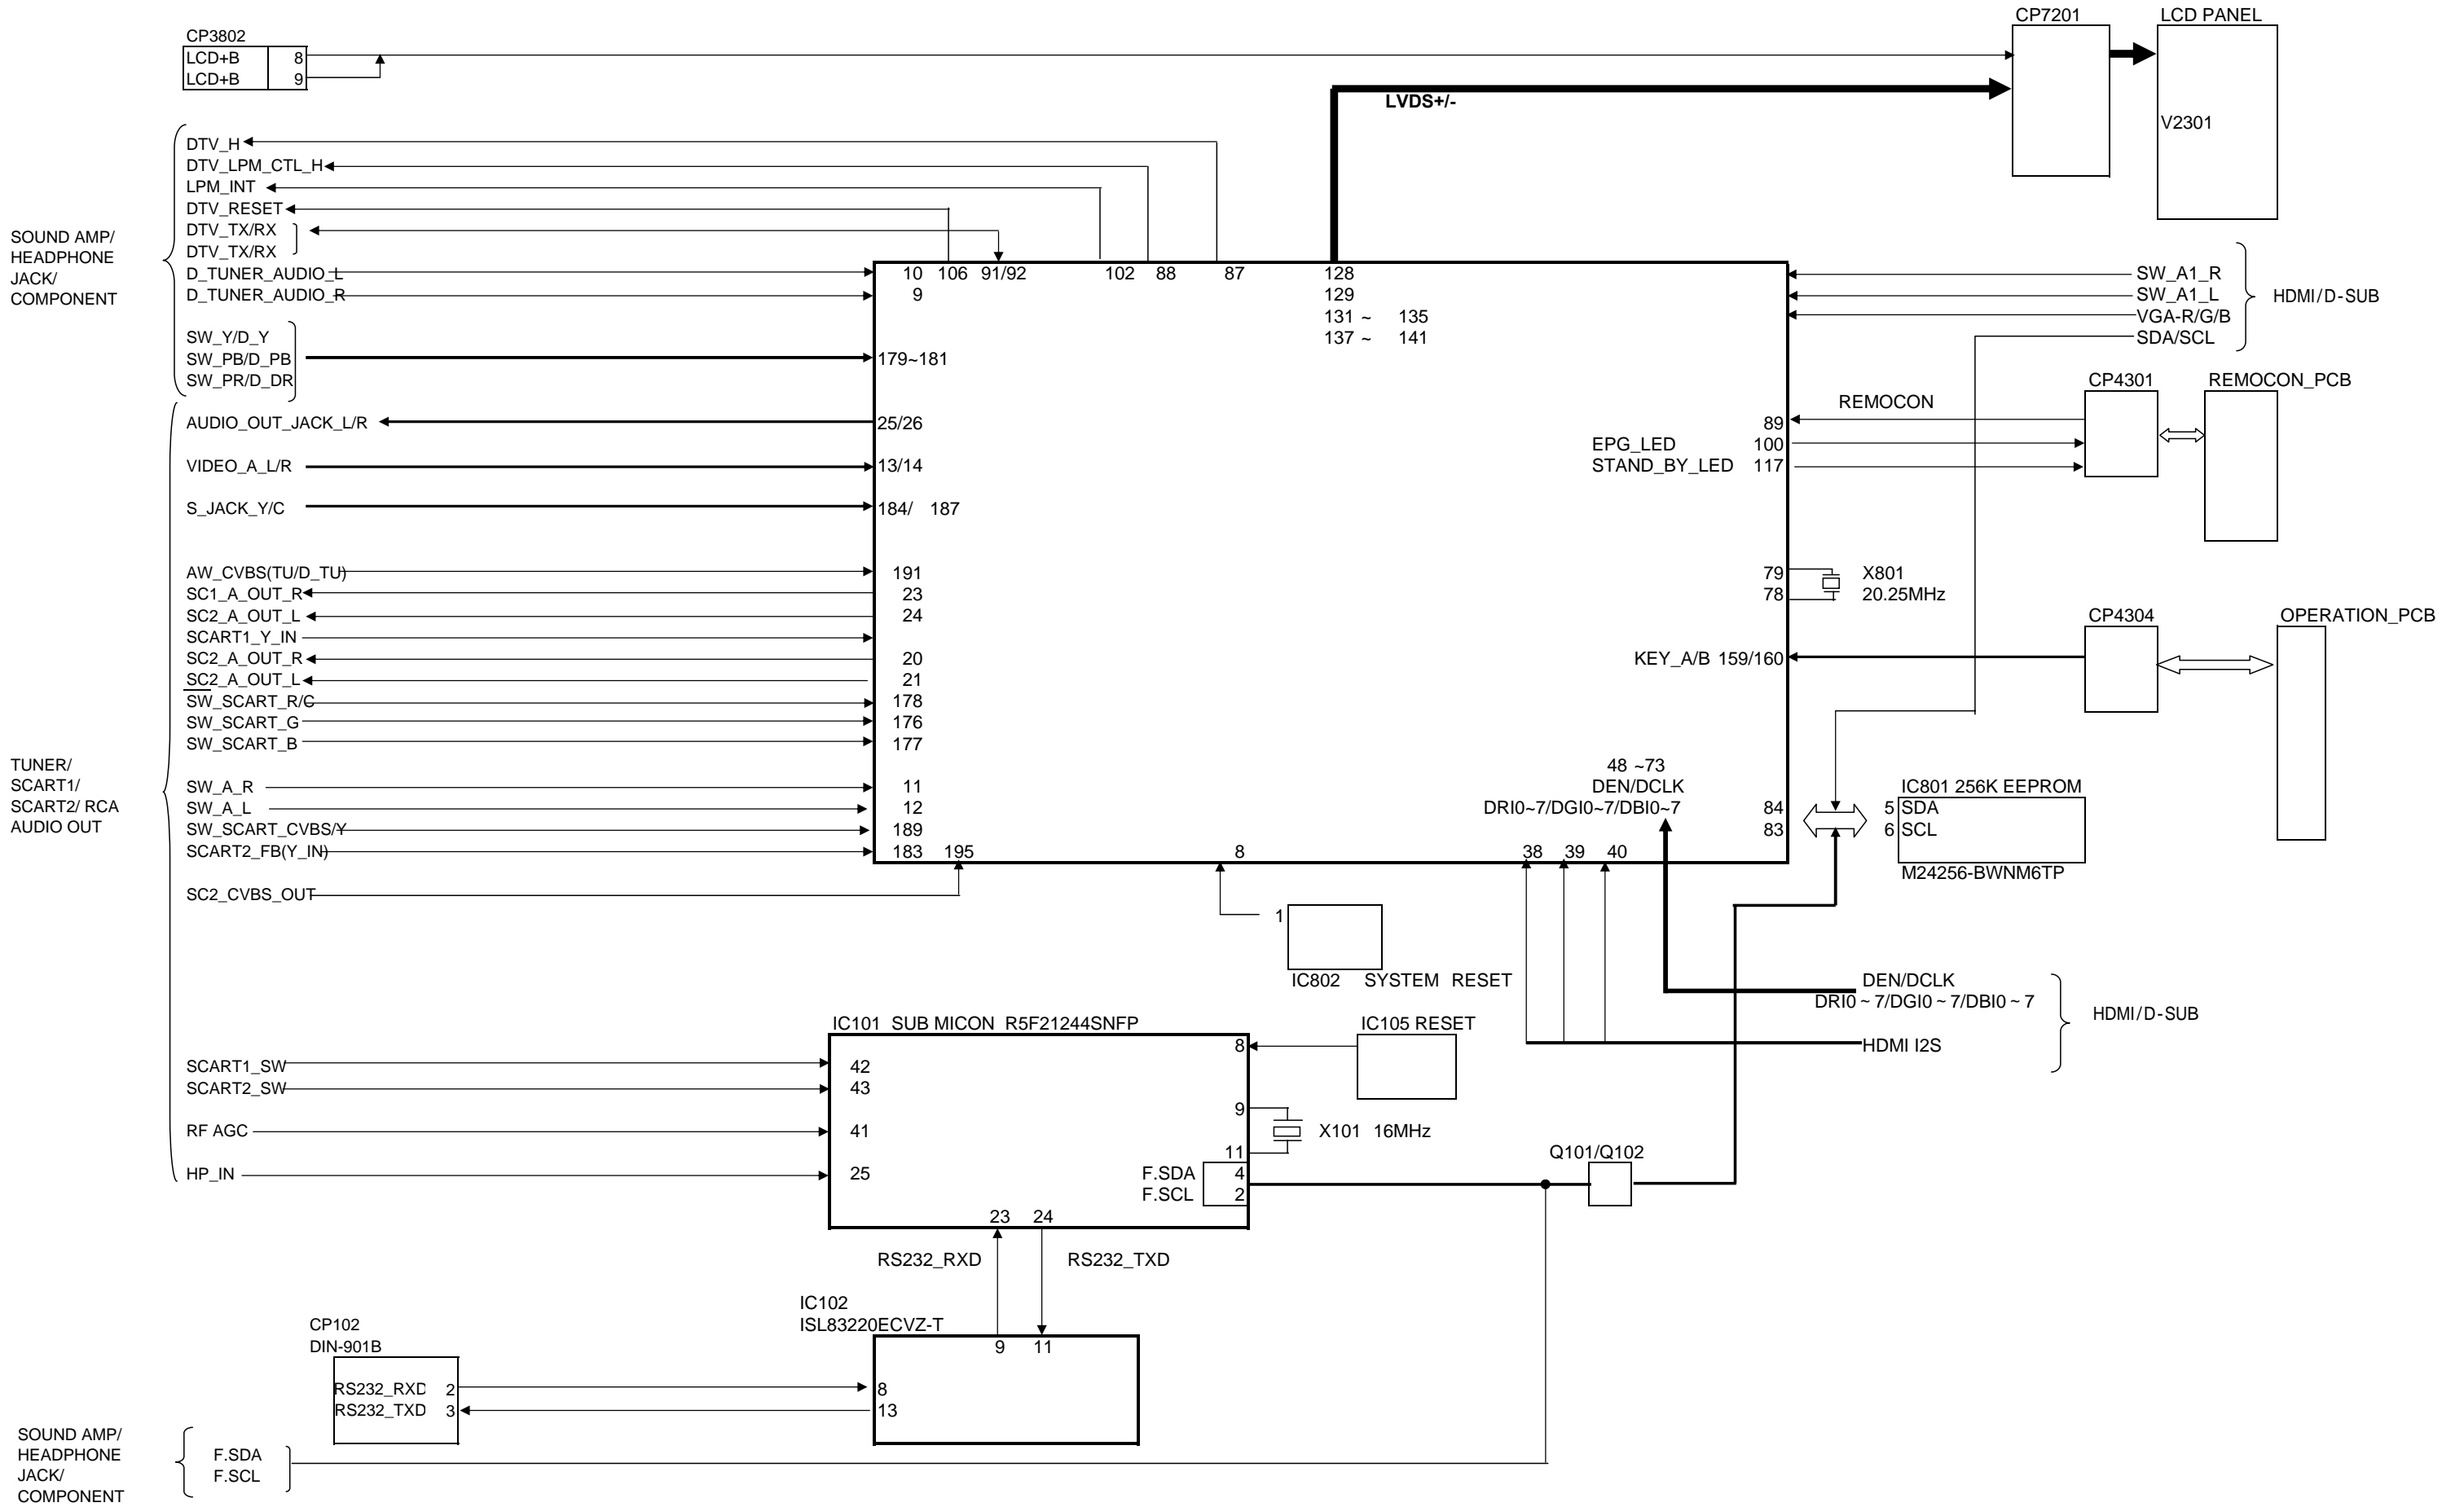 CP3802
LCD+B 8
LCD+B 9
CP7201
LCD PANEL
V2301
LVDS+/-
SOUND AMP/
HEADPHONE
JACK/
COMPONENT
DTV_H
DTV_LPM_CTL_H
LPM_INT
DTV_RESET
DTV_TX/RX
DTV_TX/RX
D_TUNER_AUDIO_L
D_TUNER_AUDIO_R
SW_Y/D_Y
SW_PB/D_PB
SW_PR/D_DR
10 106 91/92 102 88 87 128
9 129
131 ~ 135
137 ~ 141
179~181
SW_A1_R
SW_A1_L
VGA-R/G/B
SDA/SCL
HDMI/D-SUB
TUNER/
SCART1/
SCART2/ RCA
AUDIO OUT
AUDIO_OUT_JACK_L/R
25/26
VIDEO_A_L/R
13/14
S_JACK_Y/C
184/ 187
REMOCON
89
EPG_LED 100
STAND_BY_LED 117
CP4301
REMOCON_PCB
AW_CVBS(TU/D_TU)
191
SC1_A_OUT_R
23
SC2_A_OUT_L
24
SCART1_Y_IN
SC2_A_OUT_R
20
SC2_A_OUT_L
21
SW_SCART_R/C
178
SW_SCART_G
176
SW_SCART_B
177
SW_A_R
11
SW_A_L
12
SW_SCART_CVBS/Y
189
SCART2_FB(Y_IN)
183 195
SC2_CVBS_OUT
79
78
X801
20.25MHz
KEY_A/B 159/160
CP4304
OPERATION_PCB
48 ~73
DEN/DCLK
DRI0~7/DGI0~7/DBI0~7
84
83
IC801 256K EEPROM
5 SDA
6 SCL
M24256-BWNM6TP
8
38 39 40
1
IC802 SYSTEM RESET
DEN/DCLK
DRI0 ~ 7/DGI0 ~ 7/DBI0 ~ 7
HDMI I2S
HDMI/D-SUB
IC101 SUB MICON R5F21244SNFP
IC105 RESET
8
SCART1_SW
42
SCART2_SW
43
RF AGC
41
HP_IN
25
9
X101 16MHz
11
F.SDA 4
F.SCL 2
Q101/Q102
23 24
RS232_RXD RS232_TXD
IC102
ISL83220ECVZ-T
9 11
8
13
CP102
DIN-901B
RS232_RXD 2
RS232_TXD 3
SOUND AMP/
HEADPHONE
JACK/
COMPONENT
F.SDA
F.SCL